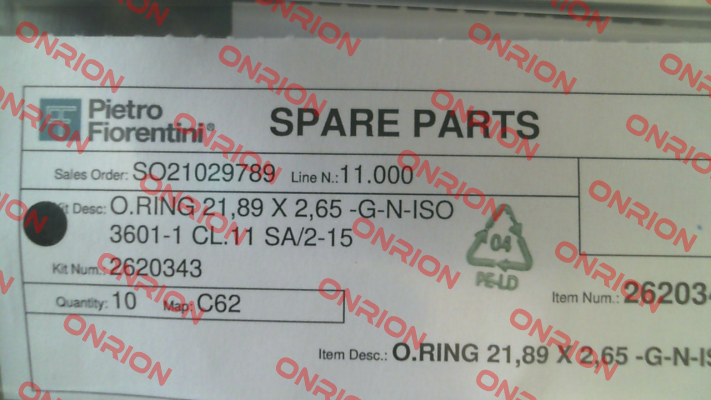 Pietro
Fiorentini®
SPARE PARTS
Sales Order: SO21029789 Line N.: 11.000
Kit Desc: O.RING 21,89 X 2,65 -G-N-ISO
3601-1 CL.11 SA/2-15
Kit Num.: 2620343
Quantity: 10 Map: C62
04
PE-LD
Item Num.: 26203
Item Desc.: O.RING 21,89 X 2,65 -G-N-IS
ONRION